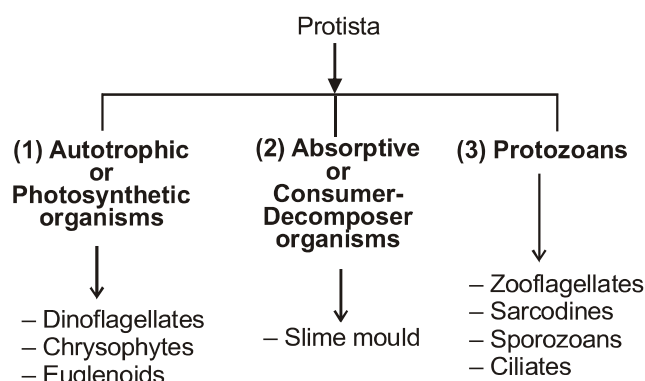 Protista
(1) Autotrophic
or
Photosynthetic
organisms
– Dinoflagellates
– Chrysophytes
– Euglenoids
(2) Absorptive
or
Consumer-
Decomposer
organisms
– Slime mould
(3) Protozoans
– Zooflagellates
– Sarcodines
– Sporozoans
– Ciliates